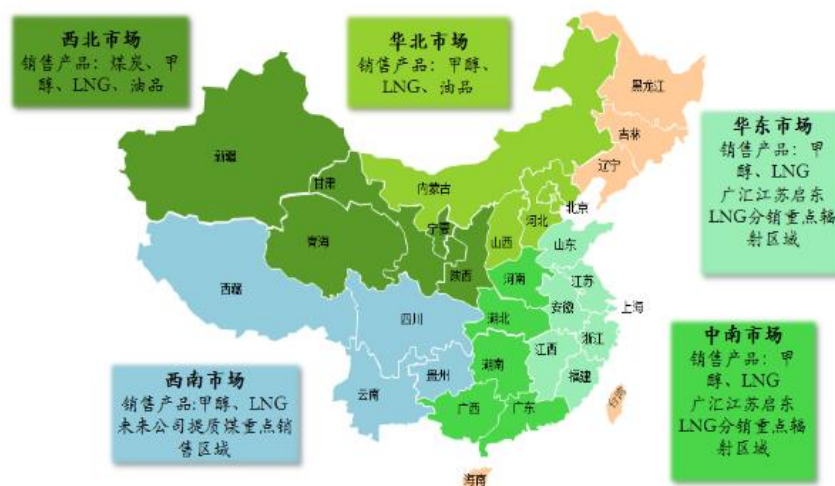 西北市场
销售产品：煤炭、甲
醇、LNG、油品
华北市场
销售产品：甲醇、
LNG、油品
华东市场
销售产品：甲
醇、LNG
广汇江苏启东
LNG分销重点辐
射区域
西南市场
销售产品:甲醇、LNG
未来公司提质煤重点销
售区域
中南市场
销售产品：甲
醇、LNG
广汇江苏启东
LNG分销重点辐
射区域
黑龙江
吉林
辽宁
新疆
甘肃
内蒙古
北京
河北
宁夏
山西
山东
青海
陕西
河南
江苏
西藏
安徽
上海
四川
湖北
浙江
江西
湖南
贵州
福建
云南
广西
广东
台湾
海南